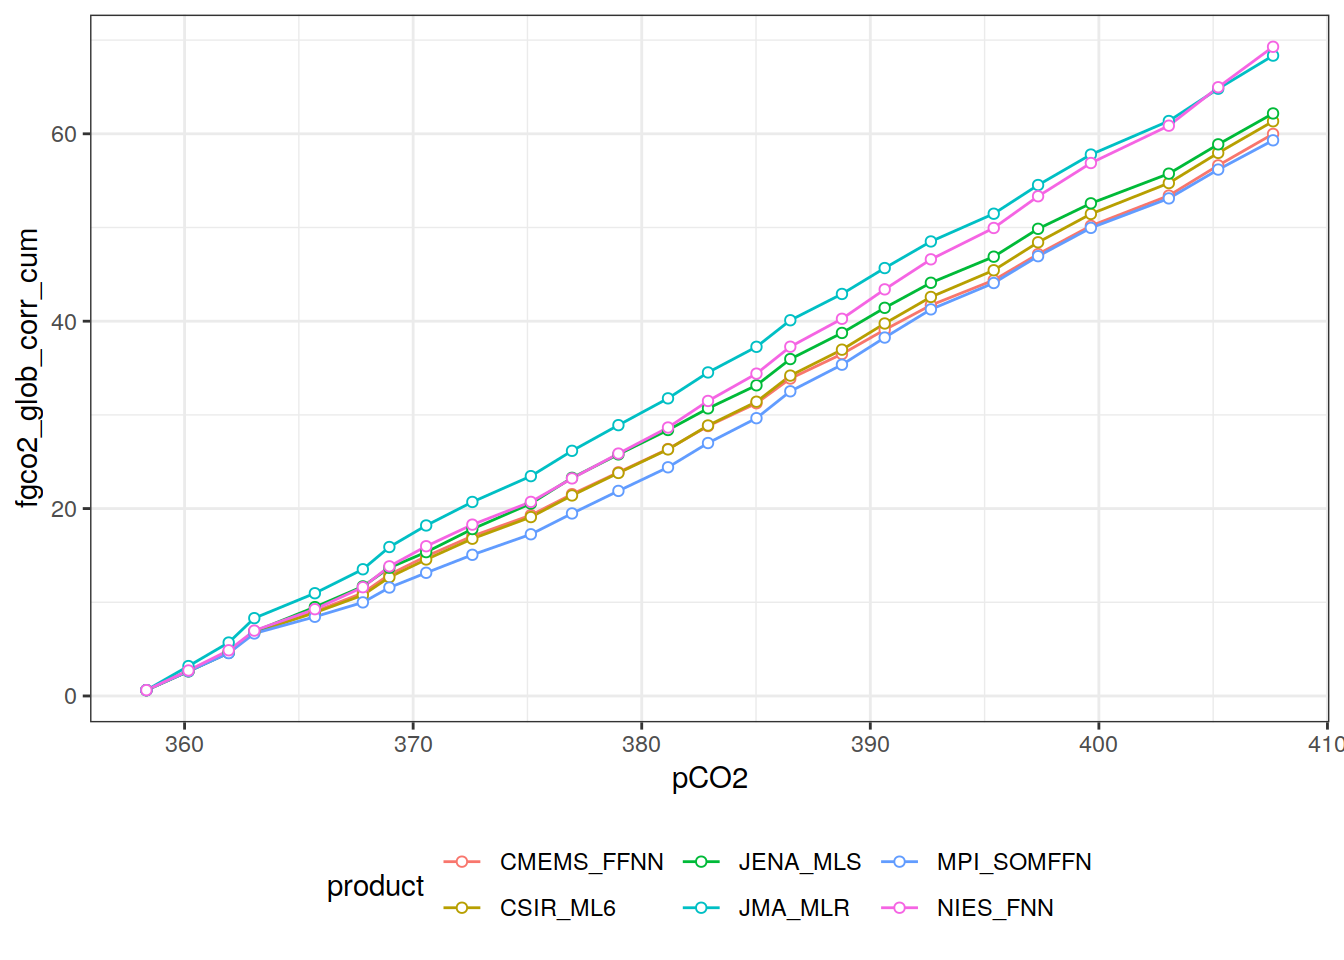 fgco2_glob_corr_cum
60
40
20
0
360 370 380 390 400 410
pCO2
product
CMEMS_FFNN JENA_MLS MPI_SOMFFN
CSIR_ML6 JMA_MLR NIES_FNN